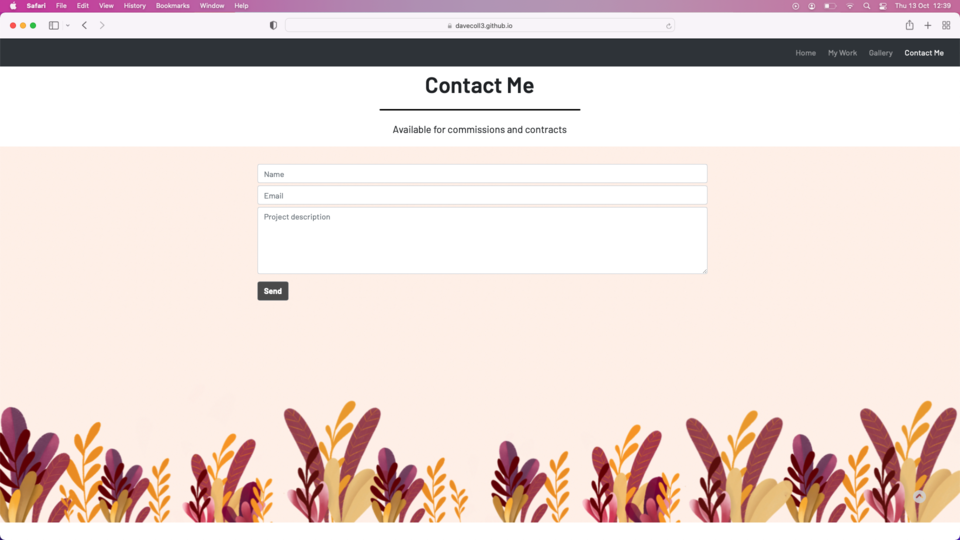 Safari File Edit View History Bookmarks Window Help Thu 13 Oct 12:39
davecoll3.github.io
Home My Work Gallery Contact Me
Contact Me
Available for commissions and contracts
Name
Email
Project description
Send